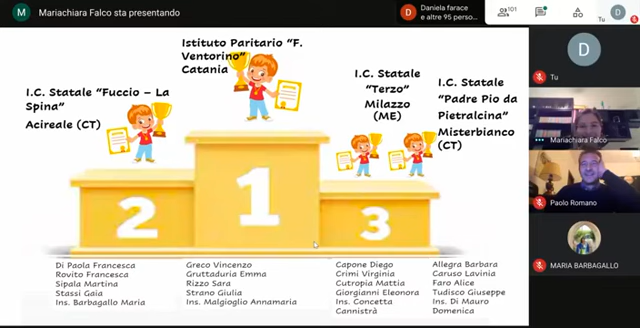 M Mariachiara Falco sta presentando
D Daniela farace
e altre 95 perso...
101
Tu
D
Istituto Paritario “F.
Ventorino”
Catania
I.C. Statale “Fuccio – La
Spina”
Acireale (CT)
I.C. Statale
“Terzo”
Milazzo
(ME)
I.C. Statale
“Padre Pio da
Pietralcina”
Misterbianco
(CT)
2
1
3
Di Paola Francesca
Rovito Francesca
Sipala Martina
Stassi Gaia
Ins. Barbagallo Maria
Greco Vincenzo
Gruttaduria Emma
Rizzo Sara
Strano Giulia
Ins. Malgioglio Annamaria
Capone Diego
Crimi Virginia
Cutropia Mattia
Giorgianni Eleonora
Ins. Concetta
Cannistrà
Allegra Barbara
Caruso Lavinia
Faro Alice
Tudisco Giuseppe
Ins. Di Mauro
Domenica
D
Tu
Mariachiara Falco
Paolo Romano
MARIA BARBAGALLO